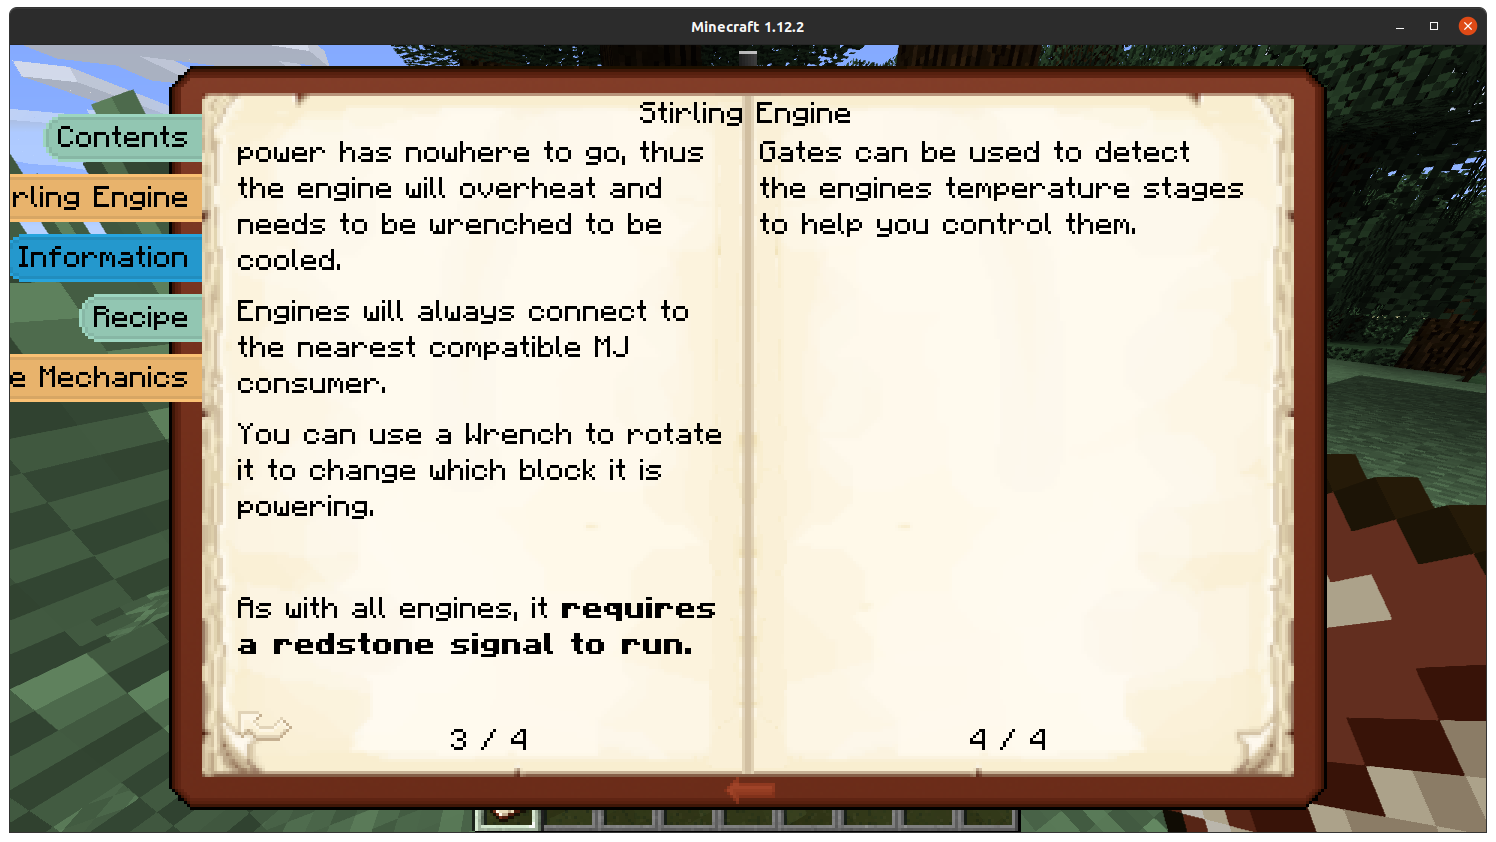 Minecraft 1.12.2
Contents
rling Engine
Information
Recipe
e Mechanics
Stirling Engine
power has nowhere to go, thus
the engine will overheat and
needs to be wrenched to be
cooled.
Engines will always connect to
the nearest compatible MJ
consumer.
You can use a Wrench to rotate
it to change which block it is
powering.
As with all engines, it requires
a redstone signal to run.
3 / 4
Gates can be used to detect
the engines temperature stages
to help you control them.
4 / 4